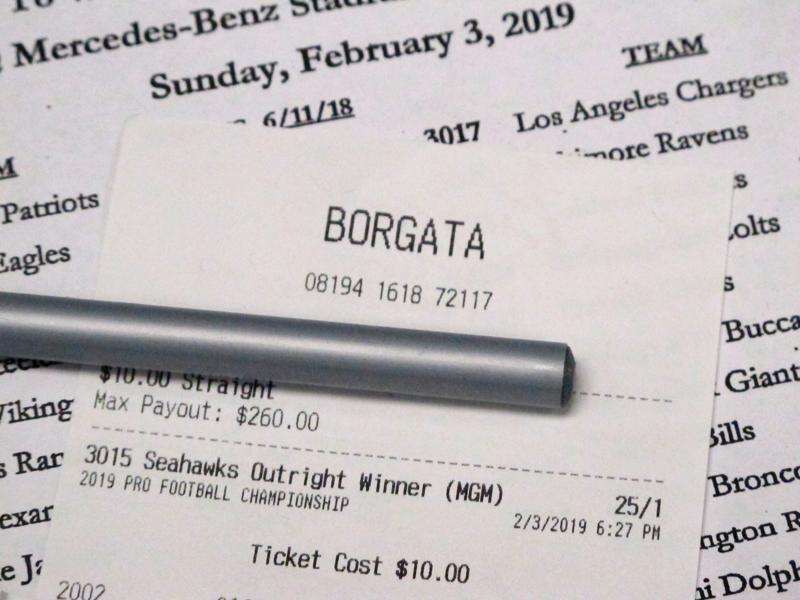 Mercedes-Benz
Sunday, February 3, 2019
6/11/18
TEAM
3017 Los Angeles Chargers
Ravens
Patriots
Eagles
BORGATA
08194 1618 72117
$10.00 Straight
Max Payout: $260.00
3015 Seahawks Outright Winner (MGM) 25/1
2019 PRO FOOTBALL CHAMPIONSHIP
2/3/2019 6:27 PM
Ticket Cost $10.00
2002
olts
Bucca
Giant
Bills
Bronco
ngton R
Dolph
Viking
s Rar
exar